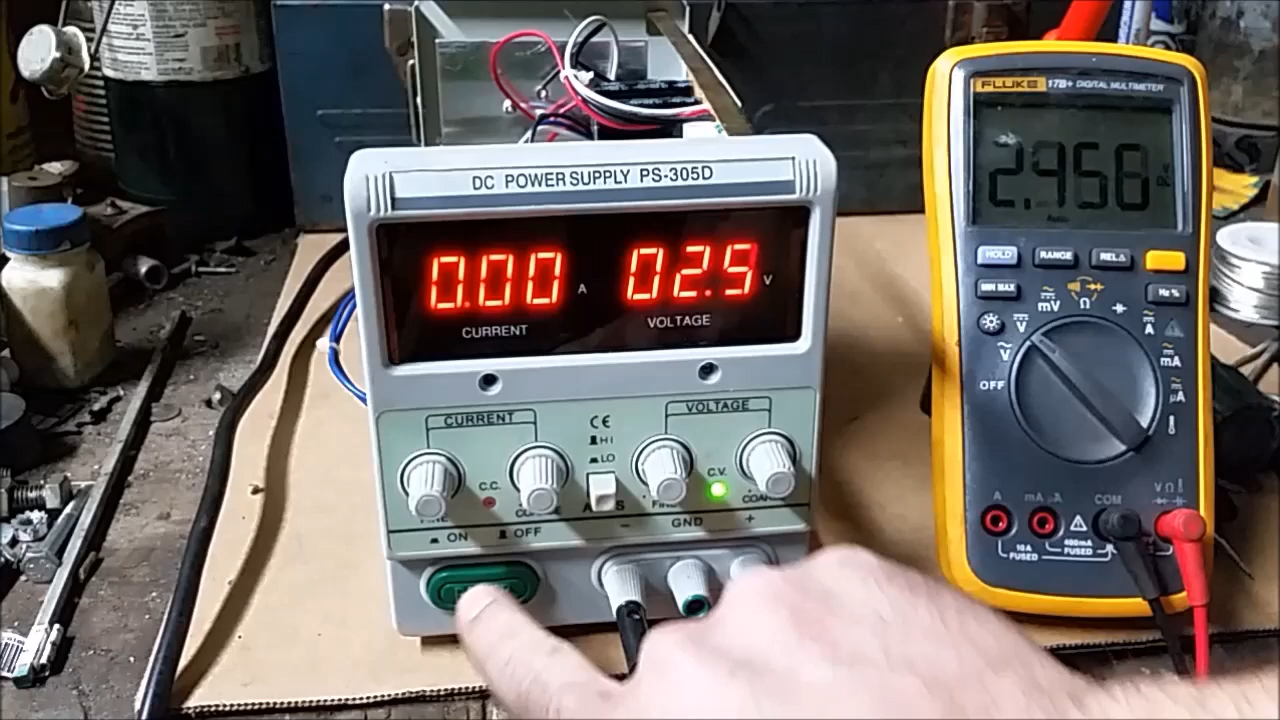 DC POWER SUPPLY PS-305D
0.00 A 02.5 V
CURRENT VOLTAGE
CURRENT VOLTAGE
CE
HI
LO
C.C. C.V.
FINE
− GND +
ON OFF
FLUKE 17B+ DIGITAL MULTIMETER
2.958
Auto
HOLD RANGE REL△
MIN MAX Hz %
mV Ω
V A
V mA
OFF µA
A mA µA COM VΩ
10A FUSED 400mA FUSED